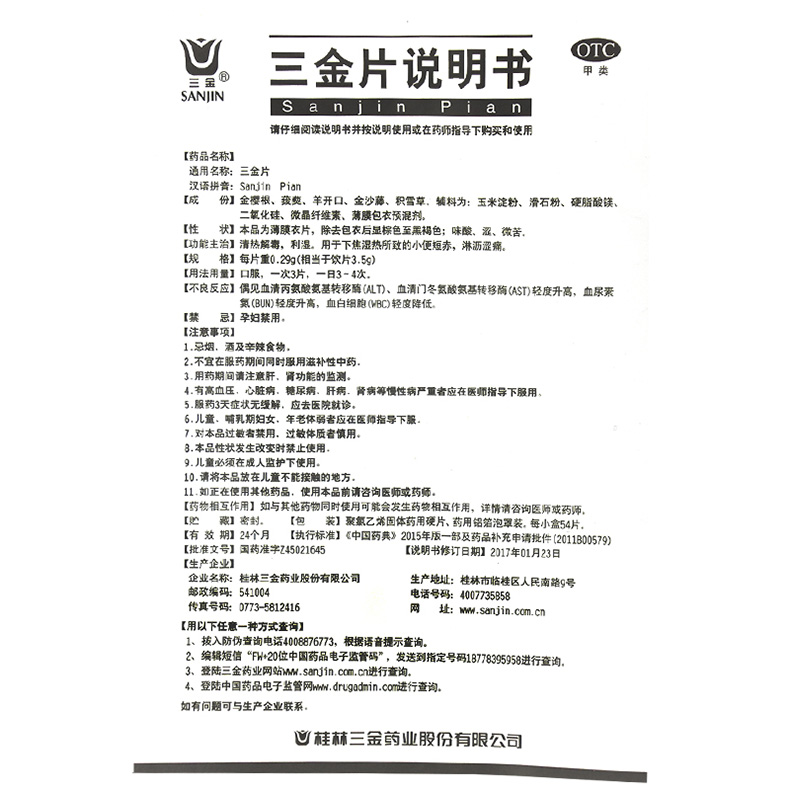 三金®
SANJIN
三金片说明书
Sanjin Pian
OTC
甲类
请仔细阅读说明书并按说明使用或在药师指导下购买和使用
【药品名称】
通用名称：三金片
汉语拼音：Sanjin Pian
【成 份】金樱根、菝葜、羊开口、金沙藤、积雪草。辅料为：玉米淀粉、滑石粉、硬脂酸镁、
二氧化硅、微晶纤维素、薄膜包衣预混剂。
【性 状】本品为薄膜衣片，除去包衣后显棕色至黑褐色；味酸、涩、微苦。
【功能主治】清热解毒，利湿。用于下焦湿热所致的小便短赤，淋沥涩痛。
【规 格】每片重0.29g(相当于饮片3.5g)
【用法用量】口服，一次3片，一日3-4次。
【不良反应】偶见血清丙氨酸氨基转移酶(ALT)、血清门冬氨酸氨基转移酶(AST)轻度升高，血尿素
氮(BUN)轻度升高，血白细胞(WBC)轻度降低。
【禁 忌】孕妇禁用。
【注意事项】
1.忌烟、酒及辛辣食物。
2.不宜在服药期间同时服用滋补性中药。
3.用药期间请注意肝、肾功能的监测。
4.有高血压、心脏病、糖尿病、肝病、肾病等慢性病严重者应在医师指导下服用。
5.服药3天症状无缓解，应去医院就诊。
6.儿童、哺乳期妇女、年老体弱者应在医师指导下服。
7.对本品过敏者禁用，过敏体质者慎用。
8.本品性状发生改变时禁止使用。
9.儿童必须在成人监护下使用。
10.请将本品放在儿童不能接触的地方。
11.如正在使用其他药品，使用本品前请咨询医师或药师。
【药物相互作用】如与其他药物同时使用可能会发生药物相互作用，详情请咨询医师或药师。
【贮 藏】密封。 【包 装】聚氯乙烯固体药用硬片、药用铝箔泡罩装。每小盒54片。
【有 效 期】24个月 【执行标准】《中国药典》2015年版一部及药品补充申请批件(2011B00579)
【批准文号】国药准字Z45021645 【说明书修订日期】2017年01月23日
【生产企业】
企业名称：桂林三金药业股份有限公司 生产地址：桂林市临桂区人民南路9号
邮政编码：541004 电话号码：4007735858
传真号码：0773-5812416 网 址：www.sanjin.com.cn
【用以下任意一种方式查询】
1、拨入防伪查询电话4008876773，根据语音提示查询。
2、编辑短信“FW+20位中国药品电子监管码”，发送到指定号码18778395958进行查询。
3、登陆三金药业网站www.sanjin.com.cn进行查询。
4、登陆中国药品电子监管网www.drugadmin.com进行查询。
如有问题可与生产企业联系。
桂林三金药业股份有限公司